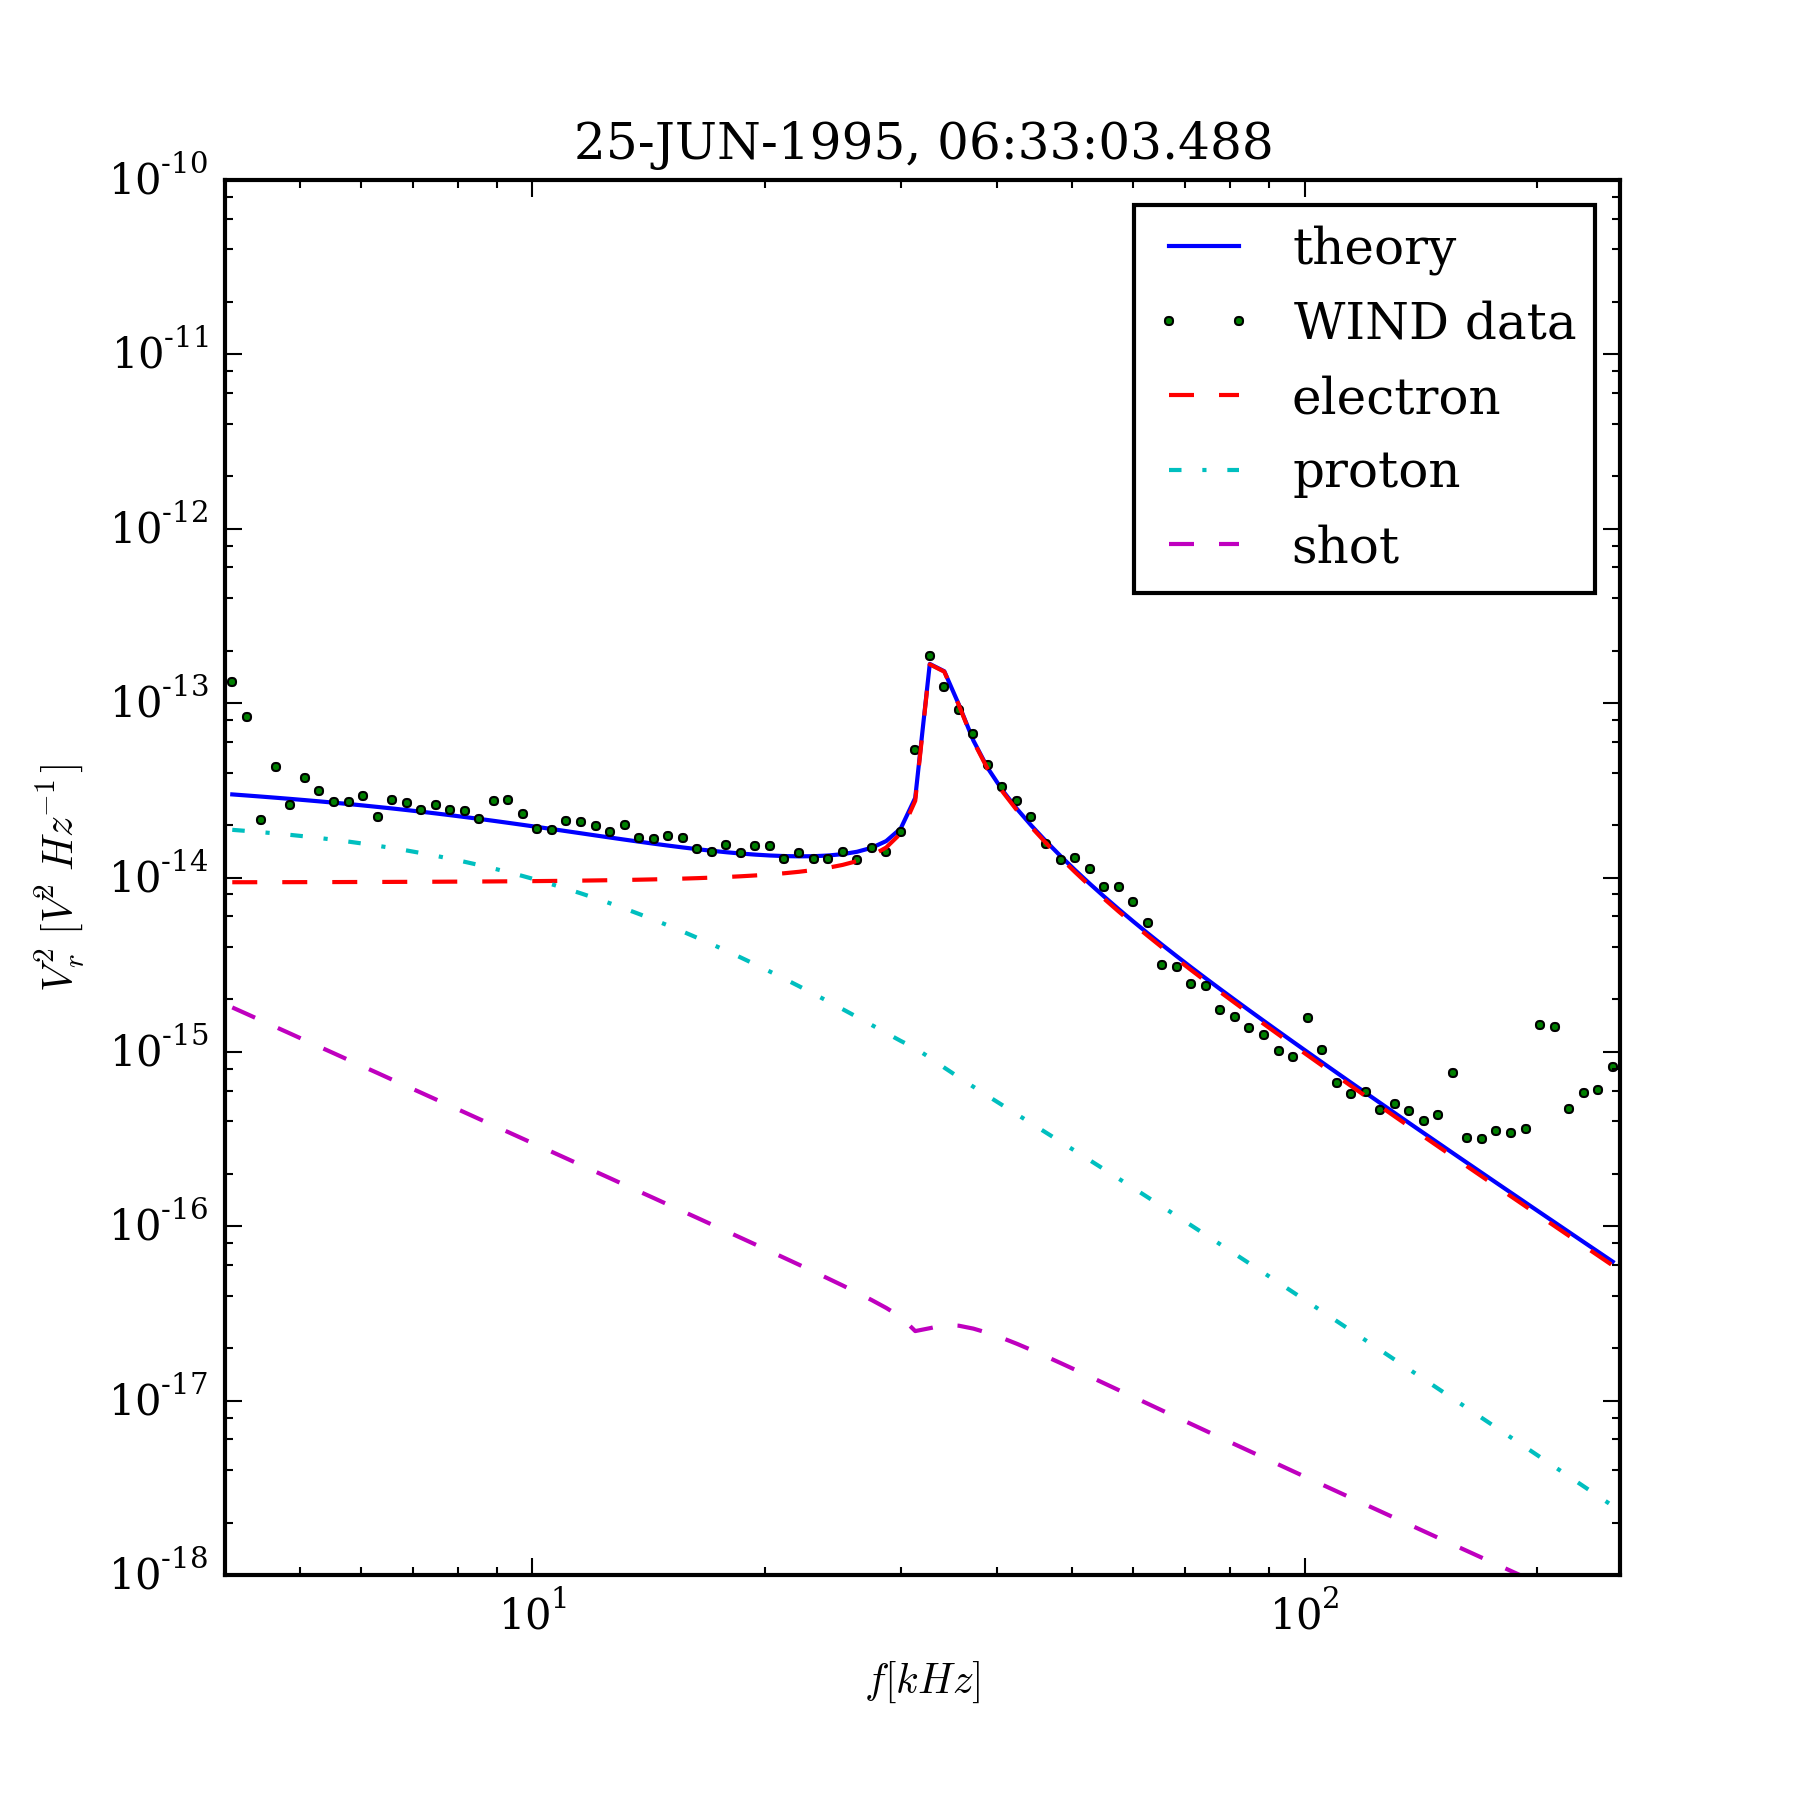 25-JUN-1995, 06:33:03.488
10^-10
10^-11
10^-12
10^-13
10^-14
10^-15
10^-16
10^-17
10^-18
V_r^2 [V^2 Hz^-1]
theory
WIND data
electron
proton
shot
10^1
10^2
f[kHz]